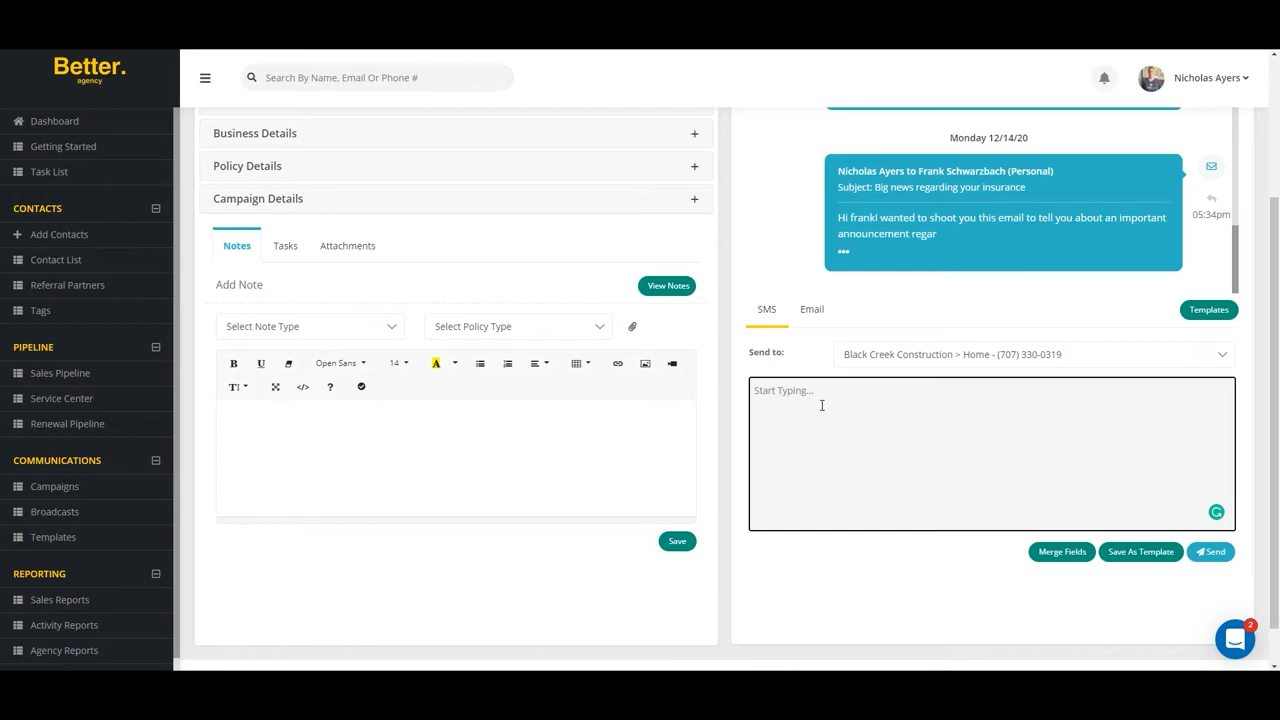 Better.
agency
Dashboard
Getting Started
Task List
CONTACTS
Add Contacts
Contact List
Referral Partners
Tags
PIPELINE
Sales Pipeline
Service Center
Renewal Pipeline
COMMUNICATIONS
Campaigns
Broadcasts
Templates
REPORTING
Sales Reports
Activity Reports
Agency Reports
Search By Name, Email Or Phone #
Nicholas Ayers
Business Details
Policy Details
Campaign Details
Notes Tasks Attachments
Add Note
View Notes
Select Note Type
Select Policy Type
B U Open Sans 14 A
T! </> ?
Save
Monday 12/14/20
Nicholas Ayers to Frank Schwarzbach (Personal)
Subject: Big news regarding your insurance
Hi frankI wanted to shoot you this email to tell you about an important
announcement regar
•••
05:34pm
SMS Email
Templates
Send to:
Black Creek Construction > Home - (707) 330-0319
Start Typing...
Merge Fields Save As Template Send
2